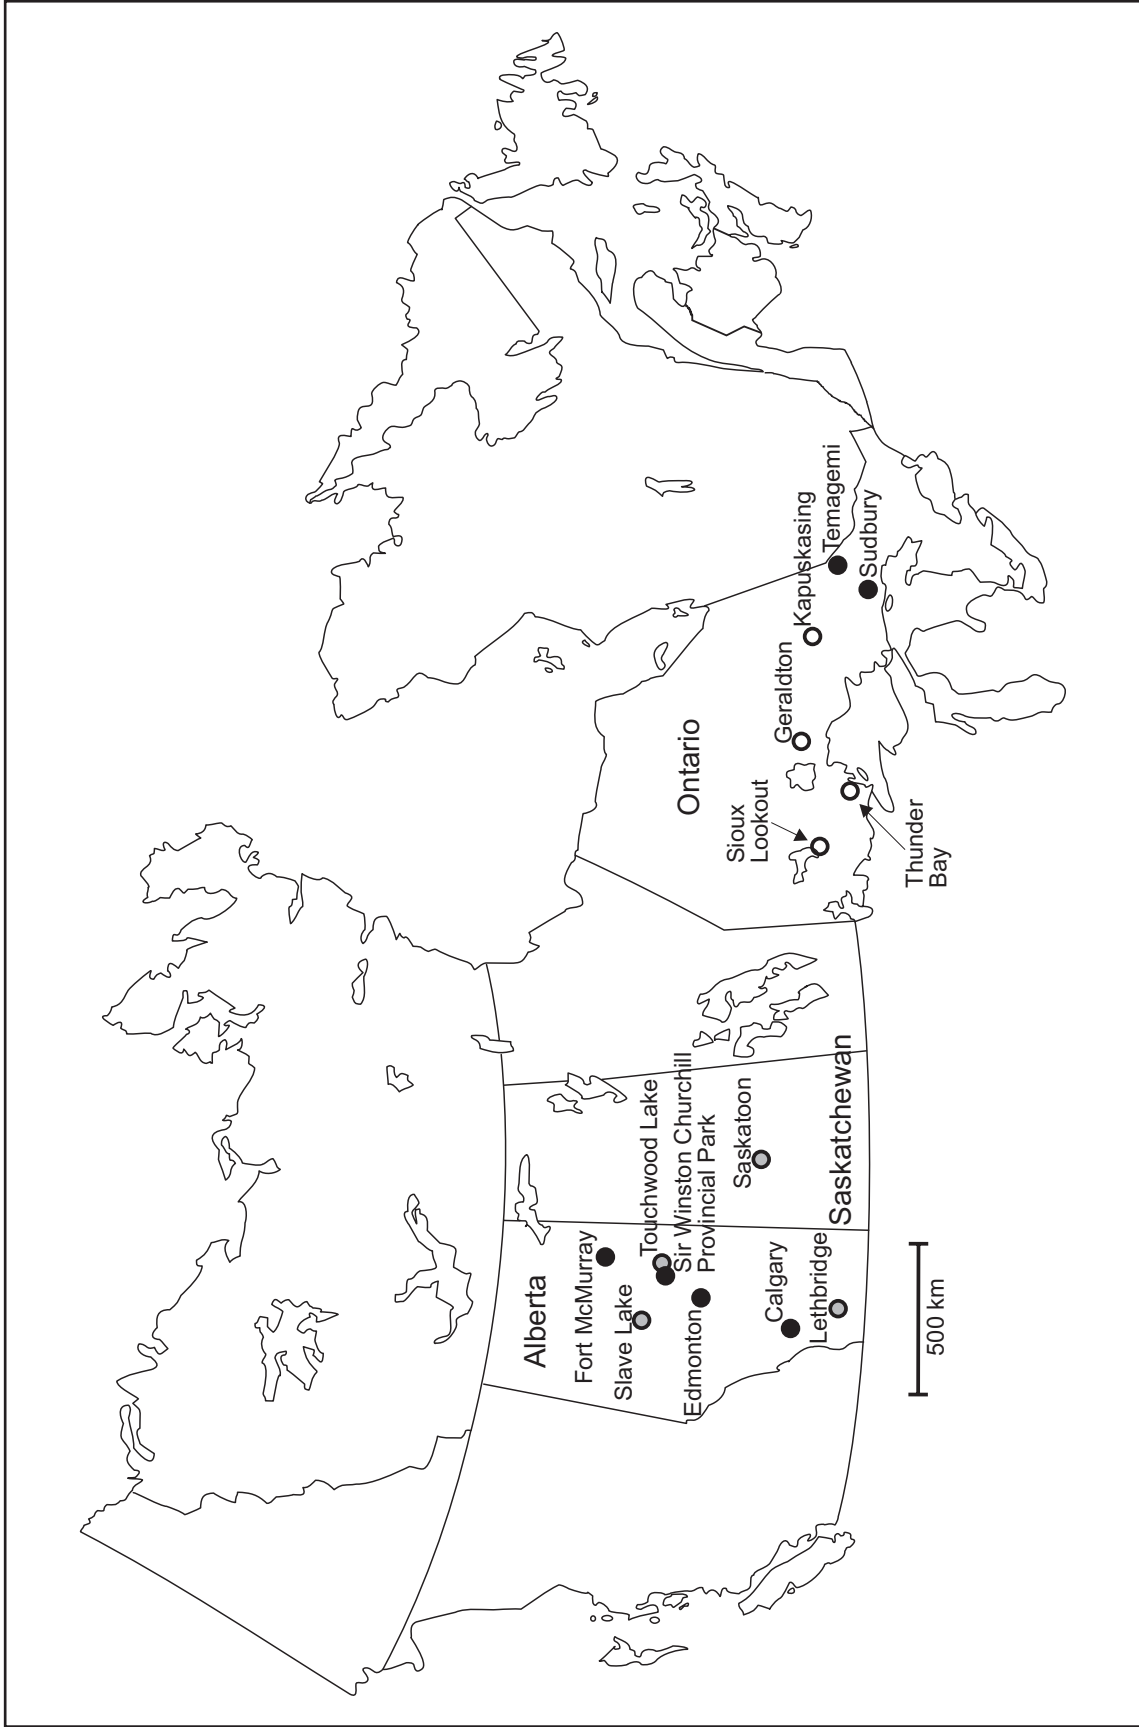 Alberta
Fort McMurray
Slave Lake
Touchwood Lake
Sir Winston Churchill
Provincial Park
Edmonton
Saskatoon
Calgary
Lethbridge
Saskatchewan
500 km
Ontario
Sioux
Lookout
Geraldton
Kapuskasing
Temagemi
Sudbury
Thunder
Bay